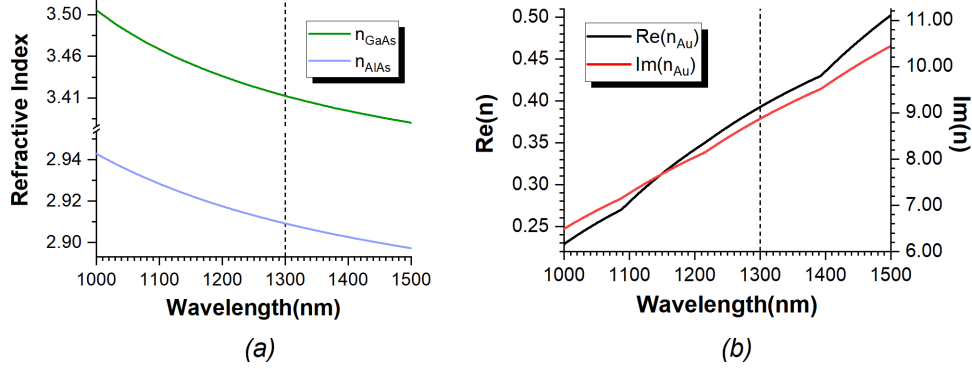 3.50
3.46
3.41
2.94
2.92
2.90
Refractive Index
n_GaAs
n_AlAs
1000 1100 1200 1300 1400 1500
Wavelength(nm)
(a)
0.50
0.45
0.40
0.35
0.30
0.25
Re(n)
Re(n_Au)
Im(n_Au)
11.00
10.00
9.00
8.00
7.00
6.00
Im(n)
1000 1100 1200 1300 1400 1500
Wavelength(nm)
(b)